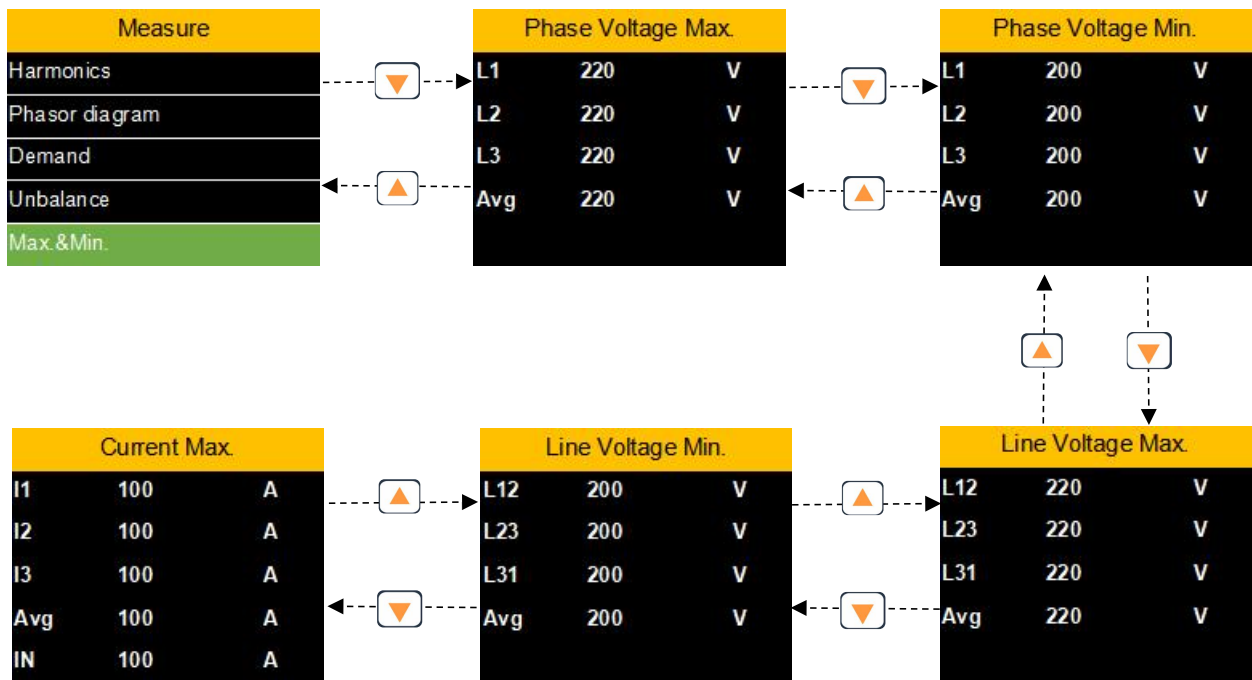 Measure
Harmonics
Phasor diagram
Demand
Unbalance
Max.&Min.
Phase Voltage Max.
L1 220 V
L2 220 V
L3 220 V
Avg 220 V
Phase Voltage Min.
L1 200 V
L2 200 V
L3 200 V
Avg 200 V
Current Max.
I1 100 A
I2 100 A
I3 100 A
Avg 100 A
IN 100 A
Line Voltage Min.
L12 200 V
L23 200 V
L31 200 V
Avg 200 V
Line Voltage Max.
L12 220 V
L23 220 V
L31 220 V
Avg 220 V